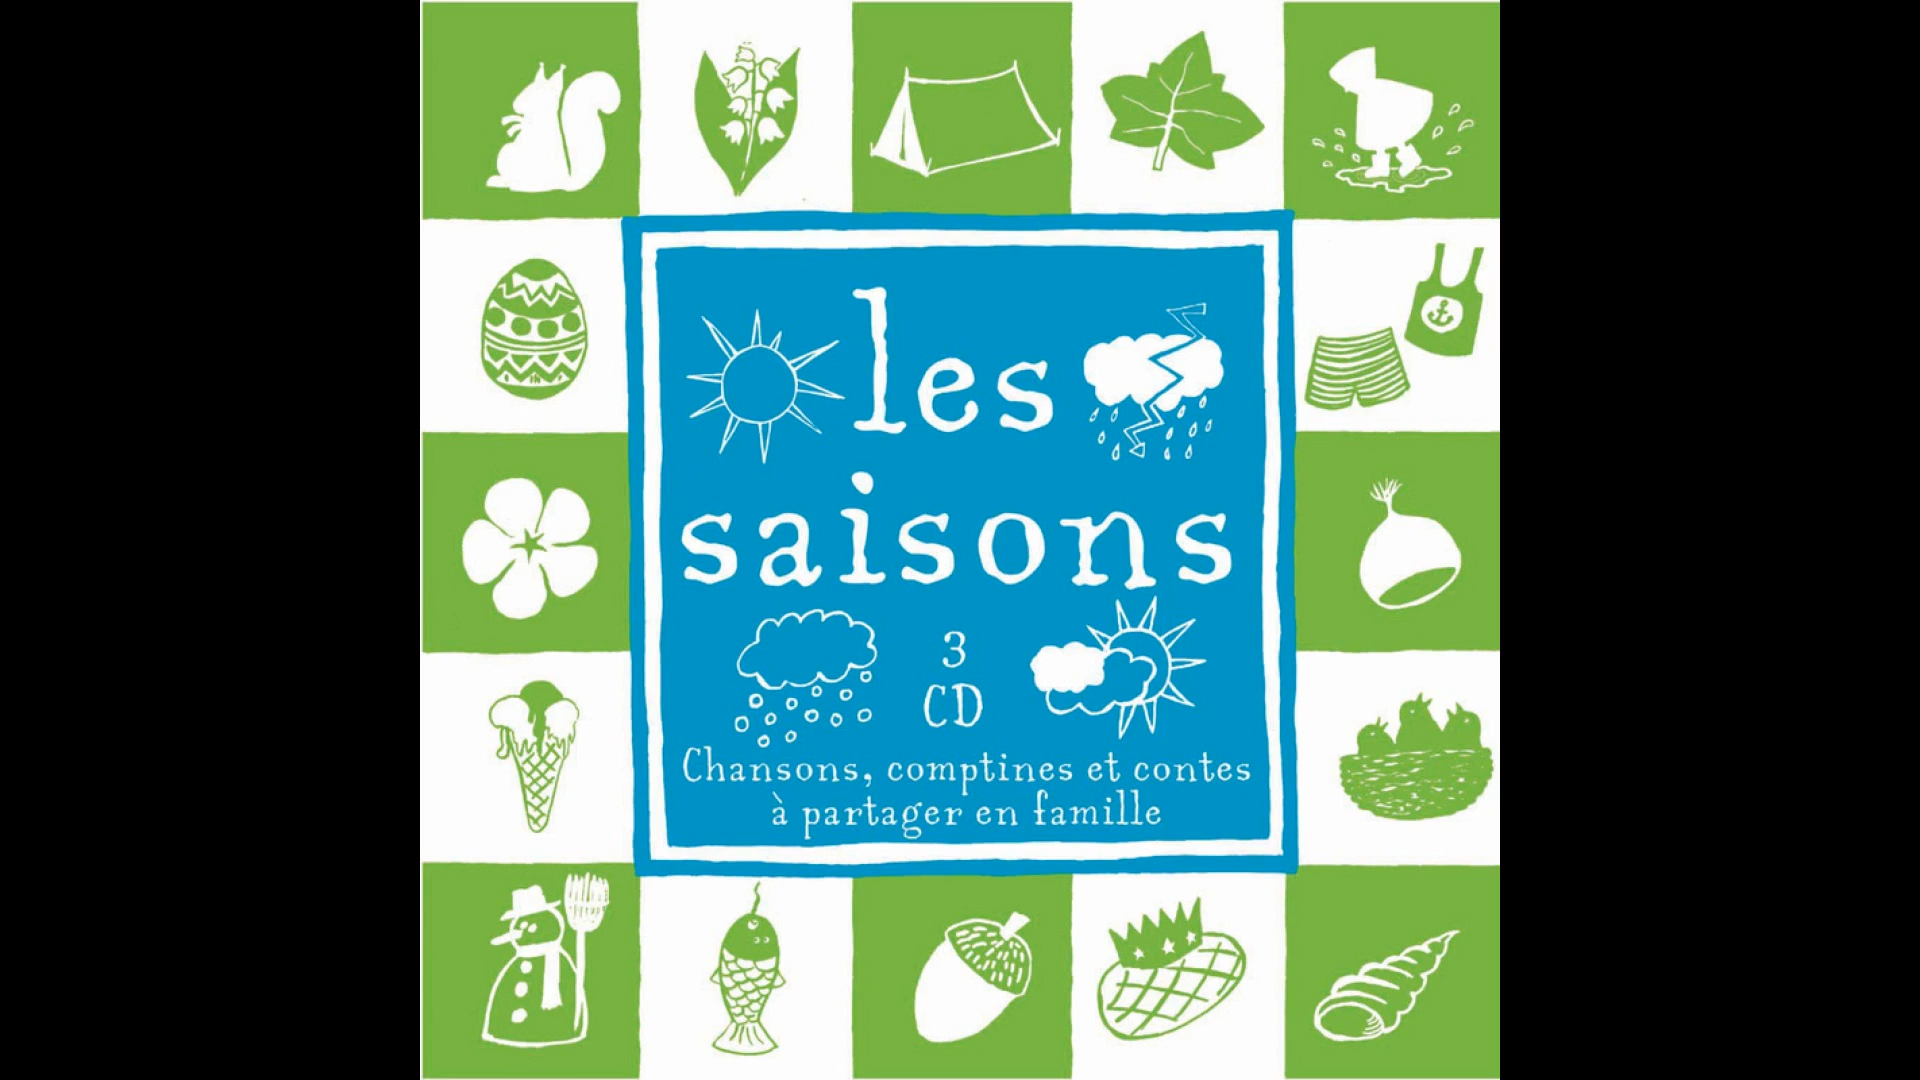 les
saisons
3
CD
Chansons, comptines et contes
à partager en famille